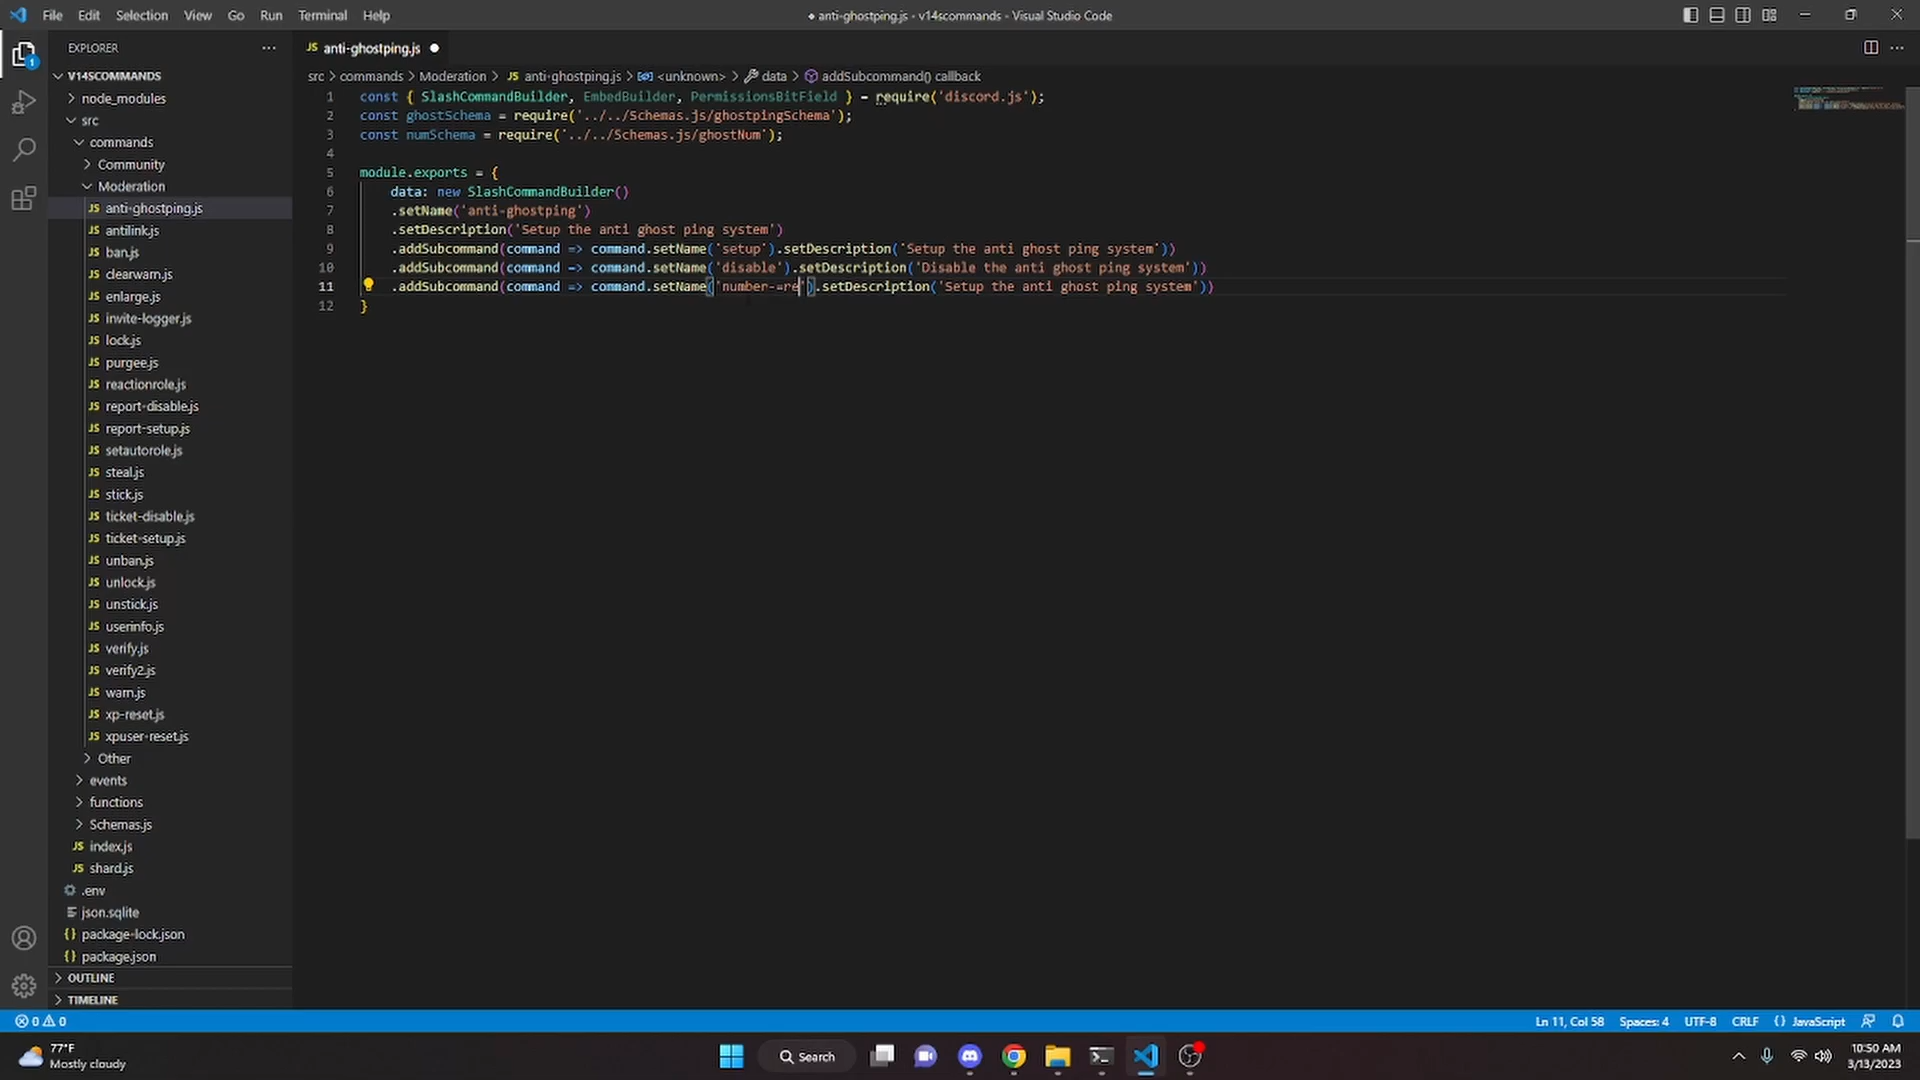 File Edit Selection View Go Run Terminal Help
● anti-ghostping.js - v14scommands - Visual Studio Code
EXPLORER
V14SCOMMANDS
node_modules
src
commands
Community
Moderation
JS anti-ghostping.js
JS antilink.js
JS ban.js
JS clearwarn.js
JS enlarge.js
JS invite-logger.js
JS lock.js
JS purgee.js
JS reactionrole.js
JS report-disable.js
JS report-setup.js
JS setautorole.js
JS steal.js
JS stick.js
JS ticket-disable.js
JS ticket-setup.js
JS unban.js
JS unlock.js
JS unstick.js
JS userinfo.js
JS verify.js
JS verify2.js
JS warn.js
JS xp-reset.js
JS xpuser-reset.js
Other
events
functions
Schemas.js
JS index.js
JS shard.js
.env
json.sqlite
{} package-lock.json
{} package.json
OUTLINE
TIMELINE
1
JS anti-ghostping.js ●
src > commands > Moderation > JS anti-ghostping.js > <unknown> > data > addSubcommand() callback
1 const { SlashCommandBuilder, EmbedBuilder, PermissionsBitField } = require('discord.js');
2 const ghostSchema = require('../../Schemas.js/ghostpingSchema');
3 const numSchema = require('../../Schemas.js/ghostNum');
4
5 module.exports = {
6 data: new SlashCommandBuilder()
7 .setName('anti-ghostping')
8 .setDescription('Setup the anti ghost ping system')
9 .addSubcommand(command => command.setName('setup').setDescription('Setup the anti ghost ping system'))
10 .addSubcommand(command => command.setName('disable').setDescription('Disable the anti ghost ping system'))
11 .addSubcommand(command => command.setName('number-=re').setDescription('Setup the anti ghost ping system'))
12 }
0 0
Ln 11, Col 58 Spaces: 4 UTF-8 CRLF {} JavaScript
77°F
Mostly cloudy
Search
10:50 AM
3/13/2023